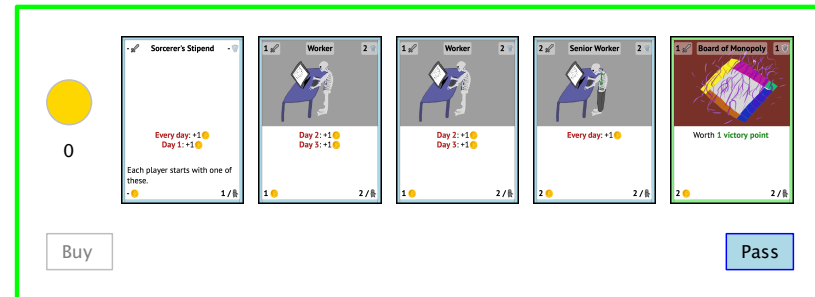 - Sorcerer's Stipend -
1 Worker 2
1 Worker 2
2 Senior Worker 2
1 Board of Monopoly 1
0
Every day: +1
Day 1: +1
Each player starts with one of
these.
- 1 /
Day 2: +1
Day 3: +1
1 2 /
Day 2: +1
Day 3: +1
1 2 /
Every day: +1
2 2 /
Worth 1 victory point
2 2 /
Buy
Pass